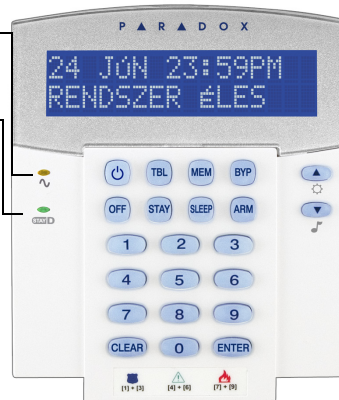 PARADOX
24 JÚN 23:59PM
RENDSZER éLES
TBL MEM BYP
OFF STAY SLEEP ARM
STAY D
1 2 3
4 5 6
7 8 9
CLEAR 0 ENTER
[1] + [3] [4] + [6] [7] + [9]